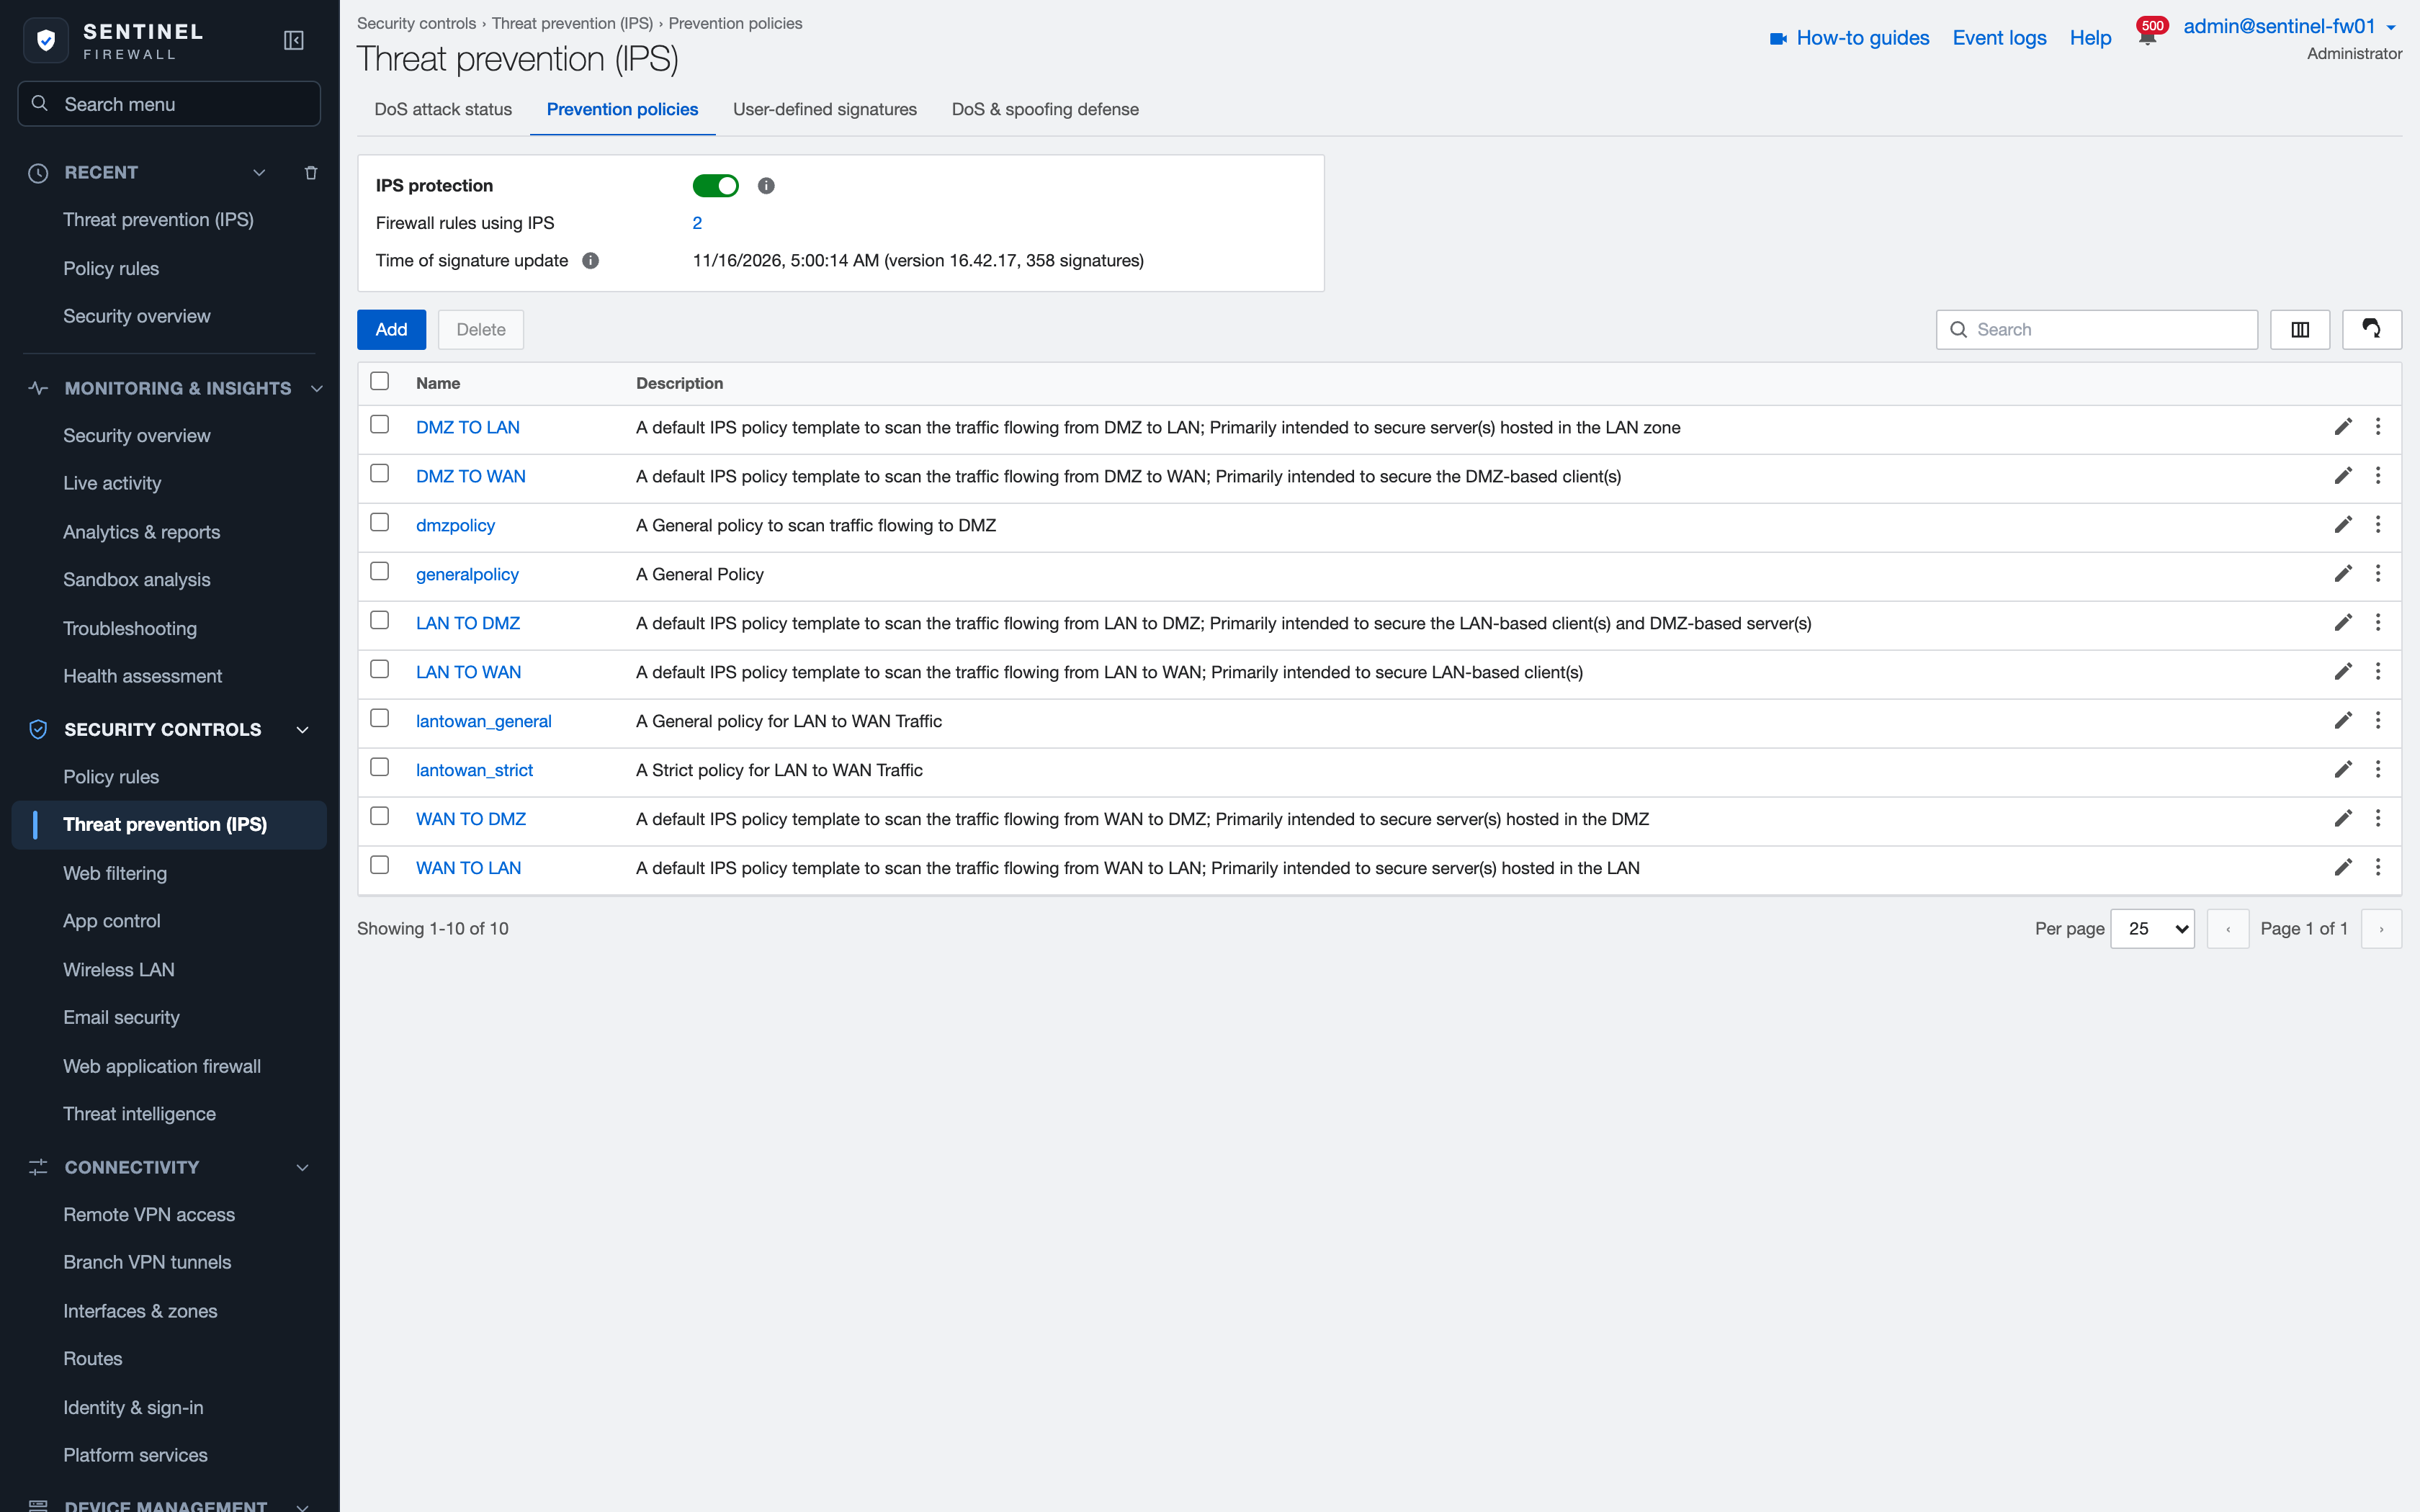 SENTINEL
FIREWALL
Search menu
RECENT
Threat prevention (IPS)
Policy rules
Security overview
MONITORING & INSIGHTS
Security overview
Live activity
Analytics & reports
Sandbox analysis
Troubleshooting
Health assessment
SECURITY CONTROLS
Policy rules
Threat prevention (IPS)
Web filtering
App control
Wireless LAN
Email security
Web application firewall
Threat intelligence
CONNECTIVITY
Remote VPN access
Branch VPN tunnels
Interfaces & zones
Routes
Identity & sign-in
Platform services
DEVICE MANAGEMENT
Security controls › Threat prevention (IPS) › Prevention policies
Threat prevention (IPS)
How-to guides Event logs Help 500 admin@sentinel-fw01
Administrator
DoS attack status Prevention policies User-defined signatures DoS & spoofing defense
IPS protection
Firewall rules using IPS 2
Time of signature update 11/16/2026, 5:00:14 AM (version 16.42.17, 358 signatures)
Add Delete Search
Name Description
DMZ TO LAN A default IPS policy template to scan the traffic flowing from DMZ to LAN; Primarily intended to secure server(s) hosted in the LAN zone
DMZ TO WAN A default IPS policy template to scan the traffic flowing from DMZ to WAN; Primarily intended to secure the DMZ-based client(s)
dmzpolicy A General policy to scan traffic flowing to DMZ
generalpolicy A General Policy
LAN TO DMZ A default IPS policy template to scan the traffic flowing from LAN to DMZ; Primarily intended to secure the LAN-based client(s) and DMZ-based server(s)
LAN TO WAN A default IPS policy template to scan the traffic flowing from LAN to WAN; Primarily intended to secure LAN-based client(s)
lantowan_general A General policy for LAN to WAN Traffic
lantowan_strict A Strict policy for LAN to WAN Traffic
WAN TO DMZ A default IPS policy template to scan the traffic flowing from WAN to DMZ; Primarily intended to secure server(s) hosted in the DMZ
WAN TO LAN A default IPS policy template to scan the traffic flowing from WAN to LAN; Primarily intended to secure server(s) hosted in the LAN
Showing 1-10 of 10 Per page 25 ‹ Page 1 of 1 ›